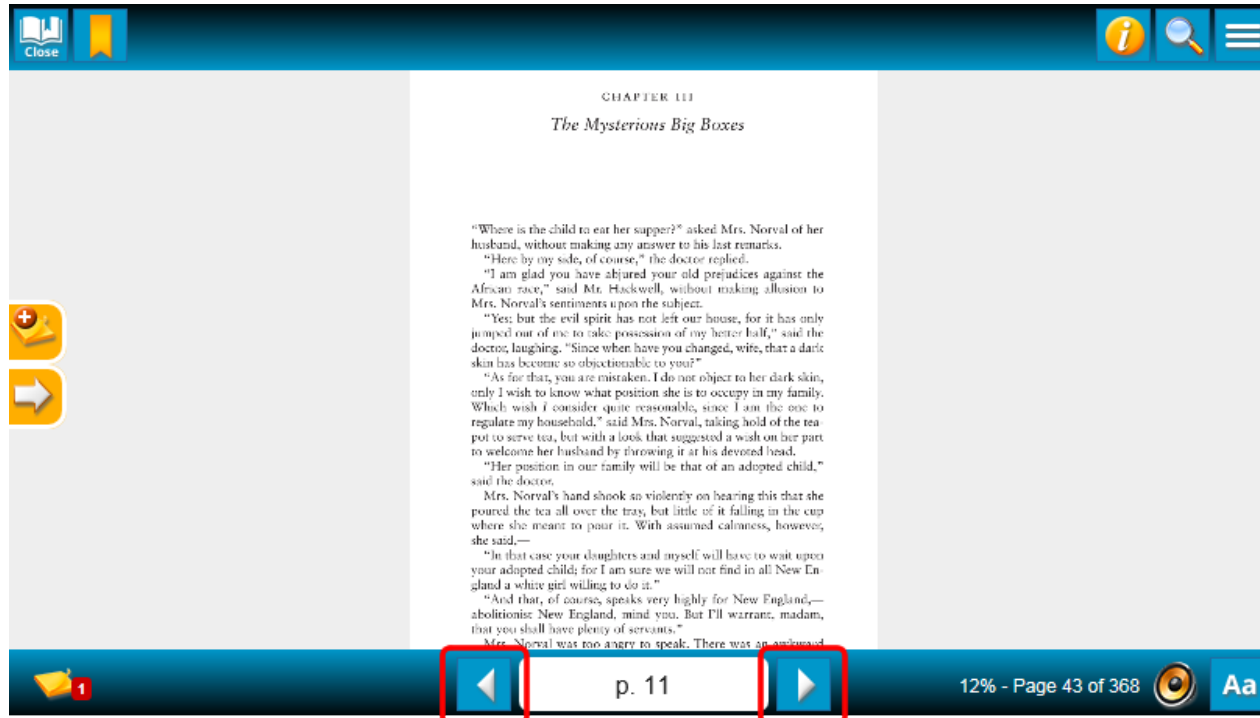 Close
i
CHAPTER III
The Mysterious Big Boxes
“Where is the child to eat her supper?” asked Mrs. Norval of her
husband, without making any answer to his last remarks.
“Here by my side, of course,” the doctor replied.
“I am glad you have abjured your old prejudices against the
African race,” said Mr. Hackwell, without making allusion to
Mrs. Norval’s sentiments upon the subject.
“Yes; but the evil spirit has not left our house, for it has only
jumped out of me to take possession of my better half,” said the
doctor, laughing. “Since when have you changed, wife, that a dark
skin has become so objectionable to you?”
“As for that, you are mistaken. I do not object to her dark skin,
only I wish to know what position she is to occupy in my family.
Which wish I consider quite reasonable, since I am the one to
regulate my household,” said Mrs. Norval, taking hold of the tea-
pot to serve tea, but with a look that suggested a wish on her part
to welcome her husband by throwing it at his devoted head.
“Her position in our family will be that of an adopted child,”
said the doctor.
Mrs. Norval’s hand shook so violently on hearing this that she
poured the tea all over the tray, but little of it falling in the cup
where she meant to pour it. With assumed calmness, however,
she said,—
“In that case your daughters and myself will have to wait upon
your adopted child; for I am sure we will not find in all New En-
gland a white girl willing to do it.”
“And that, of course, speaks very highly for New England,—
abolitionist New England, mind you. But I’ll warrant, madam,
that you shall have plenty of servants.”
Mrs. Norval was too angry to speak. There was an awkward
1
p. 11
12% - Page 43 of 368
Aa